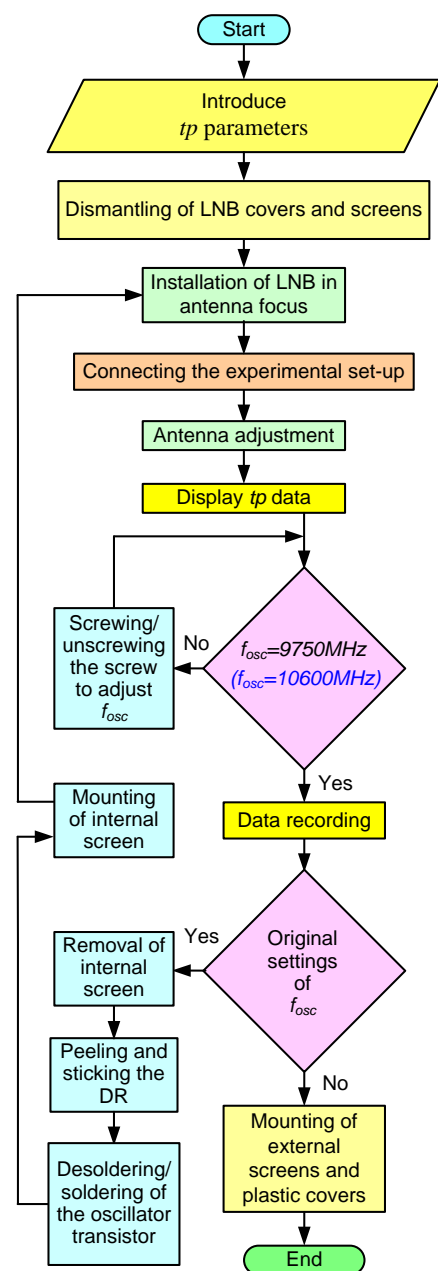 Start
Introduce
tp parameters
Dismantling of LNB covers and screens
Installation of LNB in
antenna focus
Connecting the experimental set-up
Antenna adjustment
Display tp data
Screwing/
unscrewing
the screw
to adjust
fosc
No
fosc=9750MHz
(fosc=10600MHz)
Yes
Mounting
of internal
screen
Data recording
Removal of
internal
screen
Yes
Original
settings
of
fosc
Peeling and
sticking the
DR
No
Desoldering/
soldering of
the oscillator
transistor
Mounting of
external
screens and
plastic covers
End